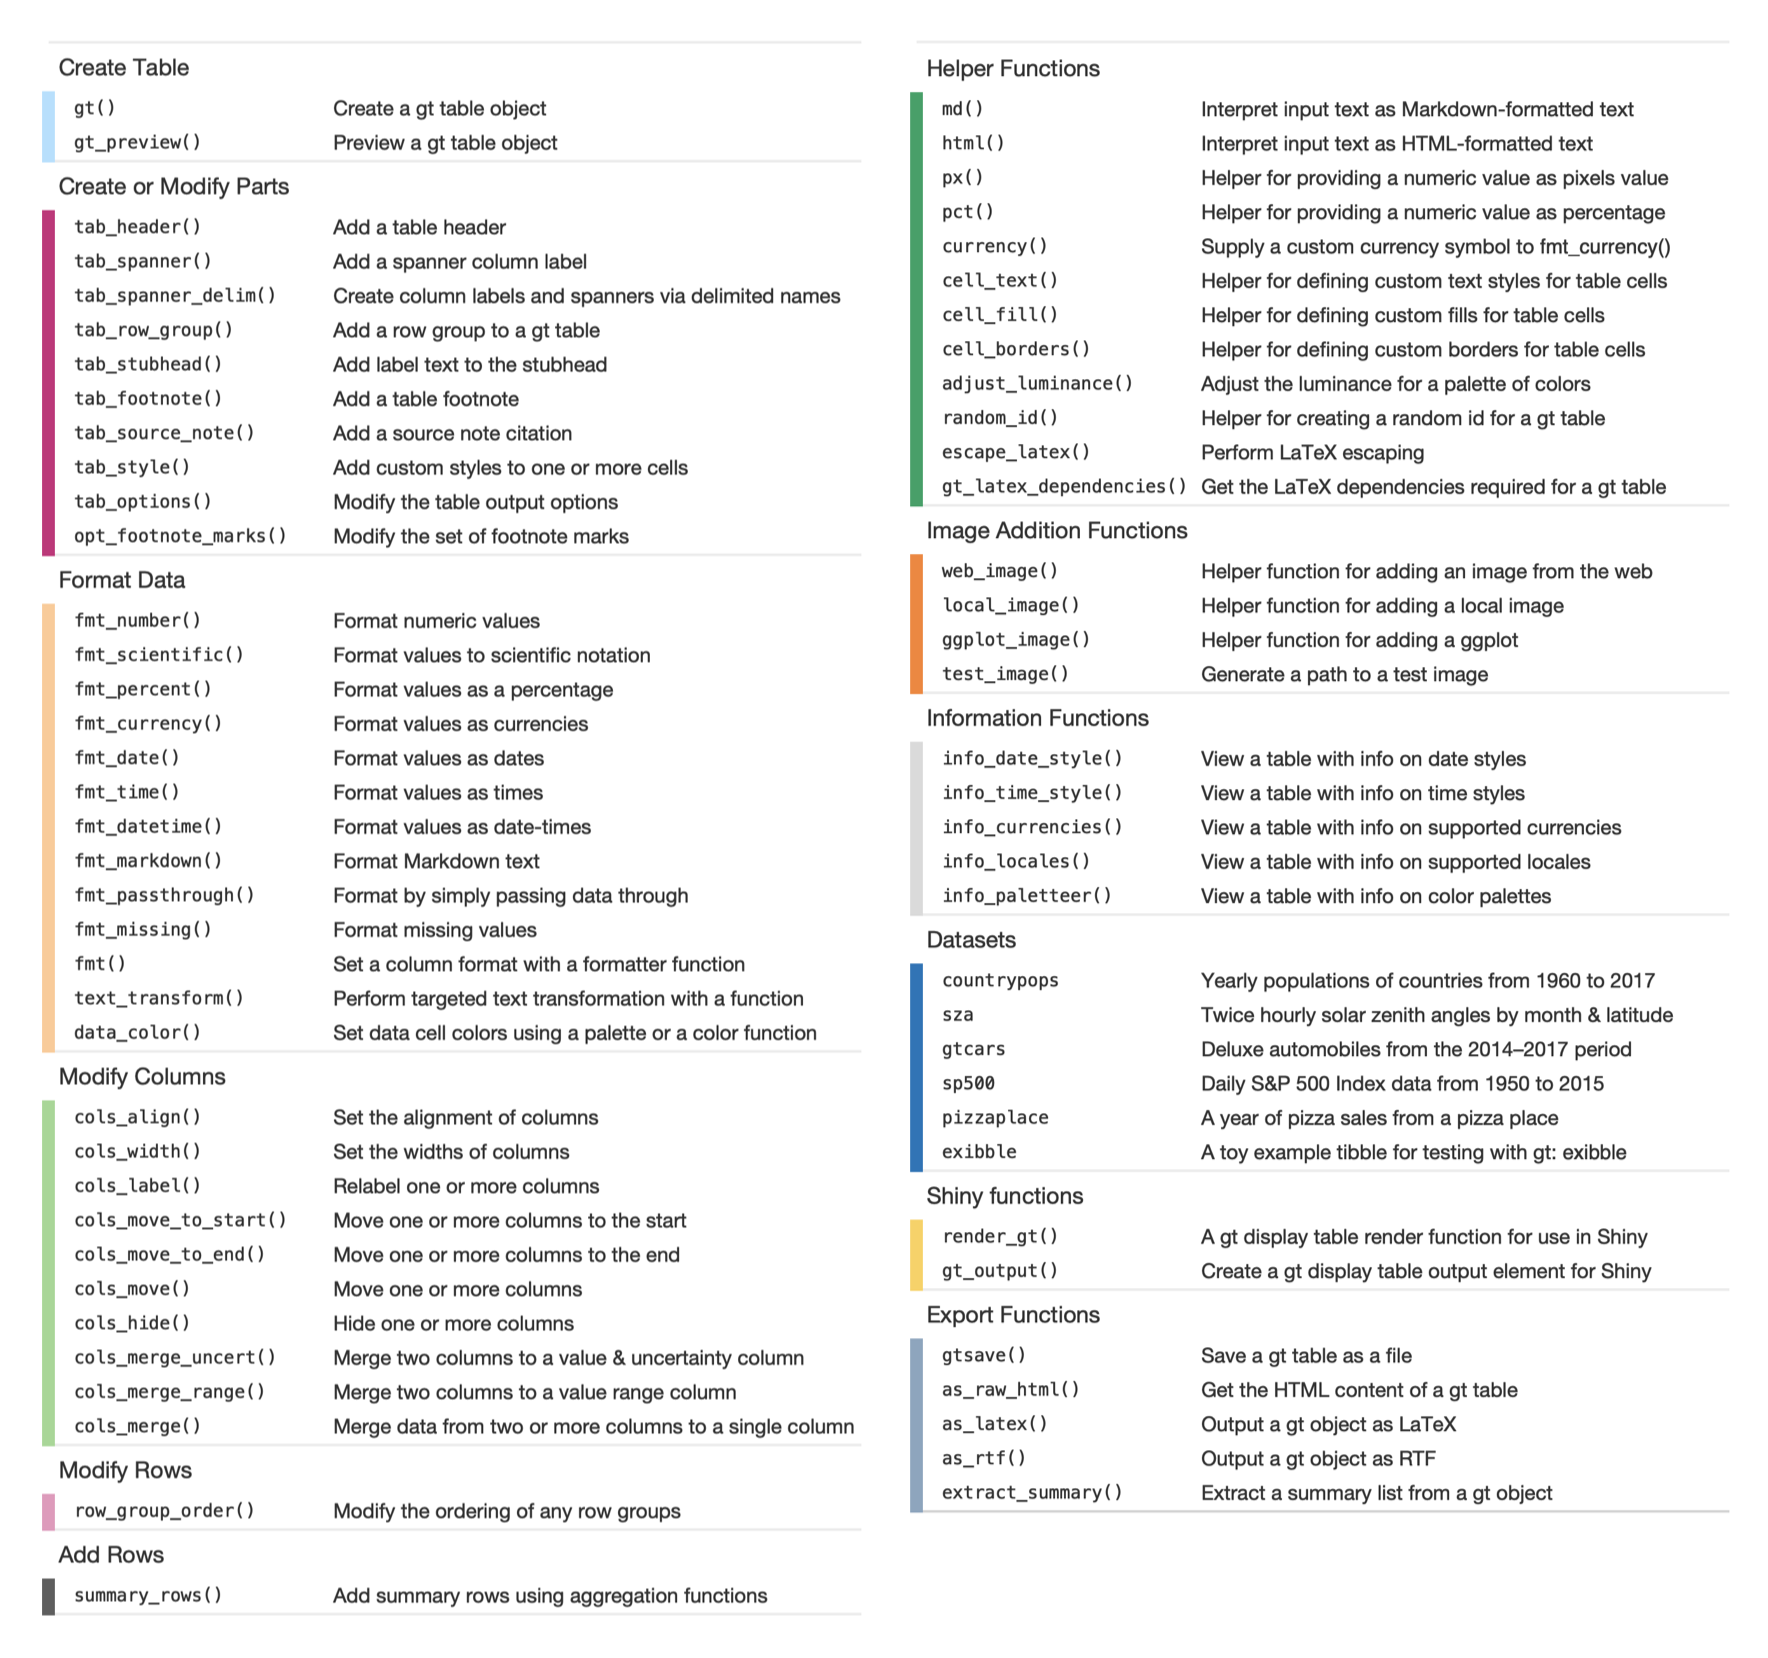 Create Table
gt() Create a gt table object
gt_preview() Preview a gt table object
Create or Modify Parts
tab_header() Add a table header
tab_spanner() Add a spanner column label
tab_spanner_delim() Create column labels and spanners via delimited names
tab_row_group() Add a row group to a gt table
tab_stubhead() Add label text to the stubhead
tab_footnote() Add a table footnote
tab_source_note() Add a source note citation
tab_style() Add custom styles to one or more cells
tab_options() Modify the table output options
opt_footnote_marks() Modify the set of footnote marks
Format Data
fmt_number() Format numeric values
fmt_scientific() Format values to scientific notation
fmt_percent() Format values as a percentage
fmt_currency() Format values as currencies
fmt_date() Format values as dates
fmt_time() Format values as times
fmt_datetime() Format values as date-times
fmt_markdown() Format Markdown text
fmt_passthrough() Format by simply passing data through
fmt_missing() Format missing values
fmt() Set a column format with a formatter function
text_transform() Perform targeted text transformation with a function
data_color() Set data cell colors using a palette or a color function
Modify Columns
cols_align() Set the alignment of columns
cols_width() Set the widths of columns
cols_label() Relabel one or more columns
cols_move_to_start() Move one or more columns to the start
cols_move_to_end() Move one or more columns to the end
cols_move() Move one or more columns
cols_hide() Hide one or more columns
cols_merge_uncert() Merge two columns to a value & uncertainty column
cols_merge_range() Merge two columns to a value range column
cols_merge() Merge data from two or more columns to a single column
Modify Rows
row_group_order() Modify the ordering of any row groups
Add Rows
summary_rows() Add summary rows using aggregation functions
Helper Functions
md() Interpret input text as Markdown-formatted text
html() Interpret input text as HTML-formatted text
px() Helper for providing a numeric value as pixels value
pct() Helper for providing a numeric value as percentage
currency() Supply a custom currency symbol to fmt_currency()
cell_text() Helper for defining custom text styles for table cells
cell_fill() Helper for defining custom fills for table cells
cell_borders() Helper for defining custom borders for table cells
adjust_luminance() Adjust the luminance for a palette of colors
random_id() Helper for creating a random id for a gt table
escape_latex() Perform LaTeX escaping
gt_latex_dependencies() Get the LaTeX dependencies required for a gt table
Image Addition Functions
web_image() Helper function for adding an image from the web
local_image() Helper function for adding a local image
ggplot_image() Helper function for adding a ggplot
test_image() Generate a path to a test image
Information Functions
info_date_style() View a table with info on date styles
info_time_style() View a table with info on time styles
info_currencies() View a table with info on supported currencies
info_locales() View a table with info on supported locales
info_paletteer() View a table with info on color palettes
Datasets
countrypops Yearly populations of countries from 1960 to 2017
sza Twice hourly solar zenith angles by month & latitude
gtcars Deluxe automobiles from the 2014–2017 period
sp500 Daily S&P 500 Index data from 1950 to 2015
pizzaplace A year of pizza sales from a pizza place
exibble A toy example tibble for testing with gt: exibble
Shiny functions
render_gt() A gt display table render function for use in Shiny
gt_output() Create a gt display table output element for Shiny
Export Functions
gtsave() Save a gt table as a file
as_raw_html() Get the HTML content of a gt table
as_latex() Output a gt object as LaTeX
as_rtf() Output a gt object as RTF
extract_summary() Extract a summary list from a gt object